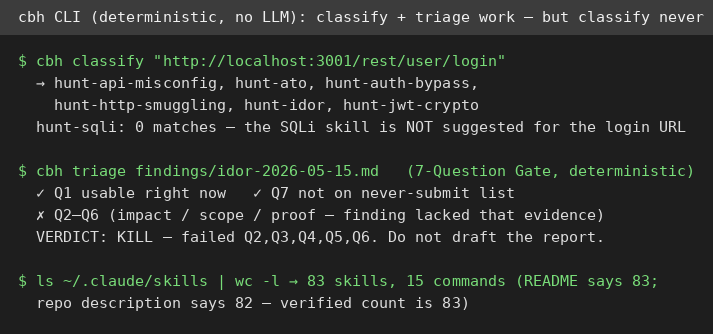 cbh CLI (deterministic, no LLM): classify + triage work — but classify never
$ cbh classify "http://localhost:3001/rest/user/login"
→ hunt-api-misconfig, hunt-ato, hunt-auth-bypass,
hunt-http-smuggling, hunt-idor, hunt-jwt-crypto
hunt-sqli: 0 matches — the SQLi skill is NOT suggested for the login URL
$ cbh triage findings/idor-2026-05-15.md   (7-Question Gate, deterministic)
✓ Q1 usable right now   ✓ Q7 not on never-submit list
✗ Q2–Q6 (impact / scope / proof — finding lacked that evidence)
VERDICT: KILL — failed Q2,Q3,Q4,Q5,Q6. Do not draft the report.
$ ls ~/.claude/skills | wc -l → 83 skills, 15 commands (README says 83;
repo description says 82 — verified count is 83)